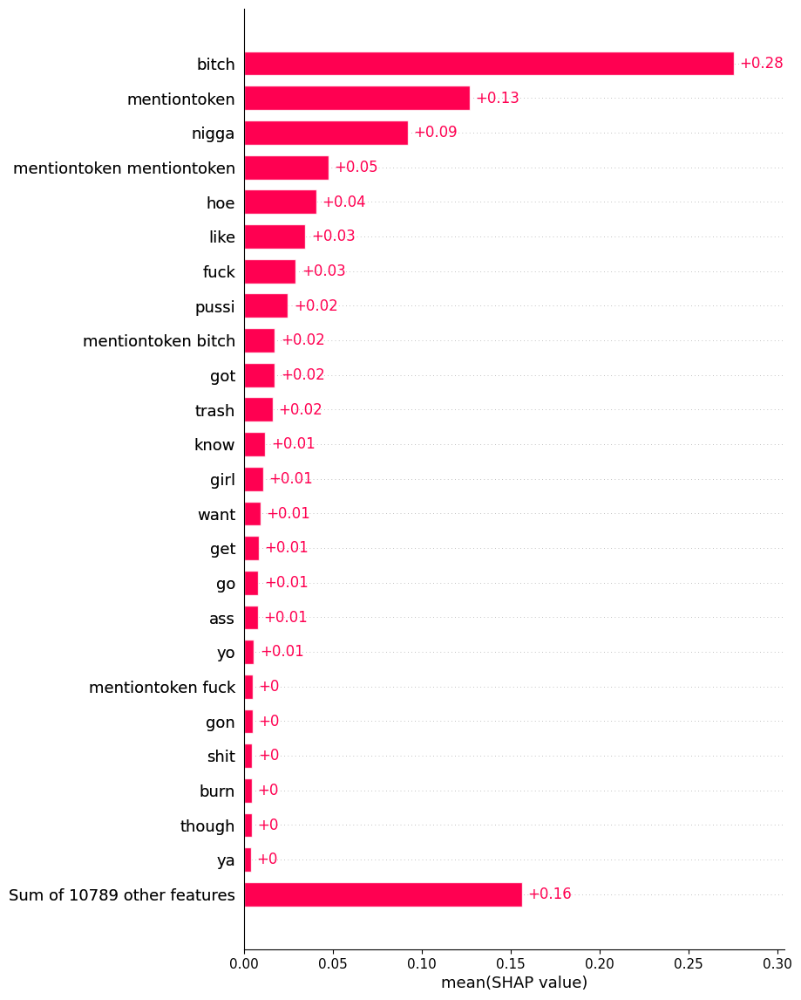 bitch +0.28
mentiontoken +0.13
nigga +0.09
mentiontoken mentiontoken +0.05
hoe +0.04
like +0.03
fuck +0.03
pussi +0.02
mentiontoken bitch +0.02
got +0.02
trash +0.02
know +0.01
girl +0.01
want +0.01
get +0.01
go +0.01
ass +0.01
yo +0.01
mentiontoken fuck +0
gon +0
shit +0
burn +0
though +0
ya +0
Sum of 10789 other features +0.16
0.00 0.05 0.10 0.15 0.20 0.25 0.30
mean(SHAP value)